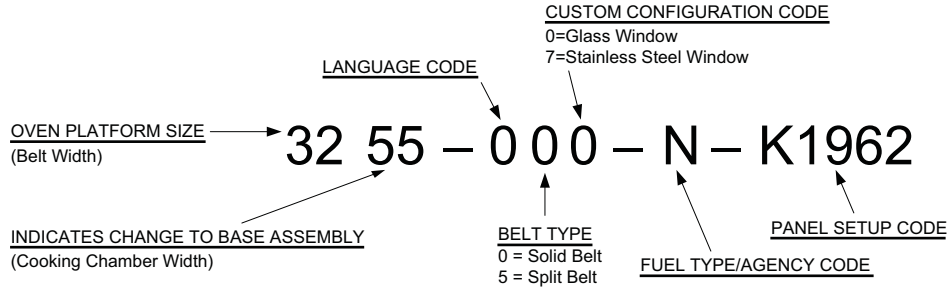 CUSTOM CONFIGURATION CODE
0=Glass Window
7=Stainless Steel Window
LANGUAGE CODE
OVEN PLATFORM SIZE
(Belt Width)
32 55 – 0 0 0 – N – K1962
INDICATES CHANGE TO BASE ASSEMBLY
(Cooking Chamber Width)
BELT TYPE
0 = Solid Belt
5 = Split Belt
FUEL TYPE/AGENCY CODE
PANEL SETUP CODE